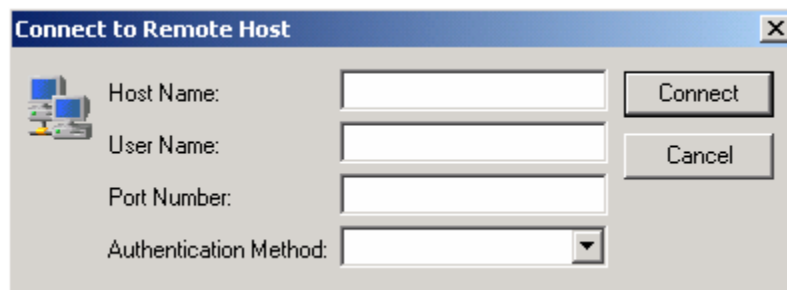 Connect to Remote Host
Host Name:
Connect
User Name:
Cancel
Port Number:
Authentication Method: